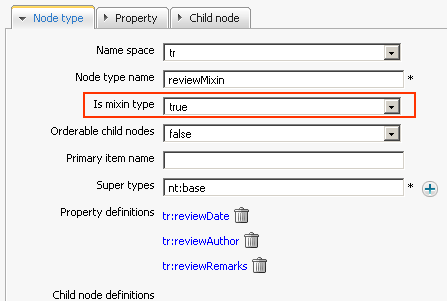 Node type Property Child node
Name space tr
Node type name reviewMixin *
Is mixin type true
Orderable child nodes false
Primary item name
Super types nt:base *
Property definitions tr:reviewDate
tr:reviewAuthor
tr:reviewRemarks
Child node definitions